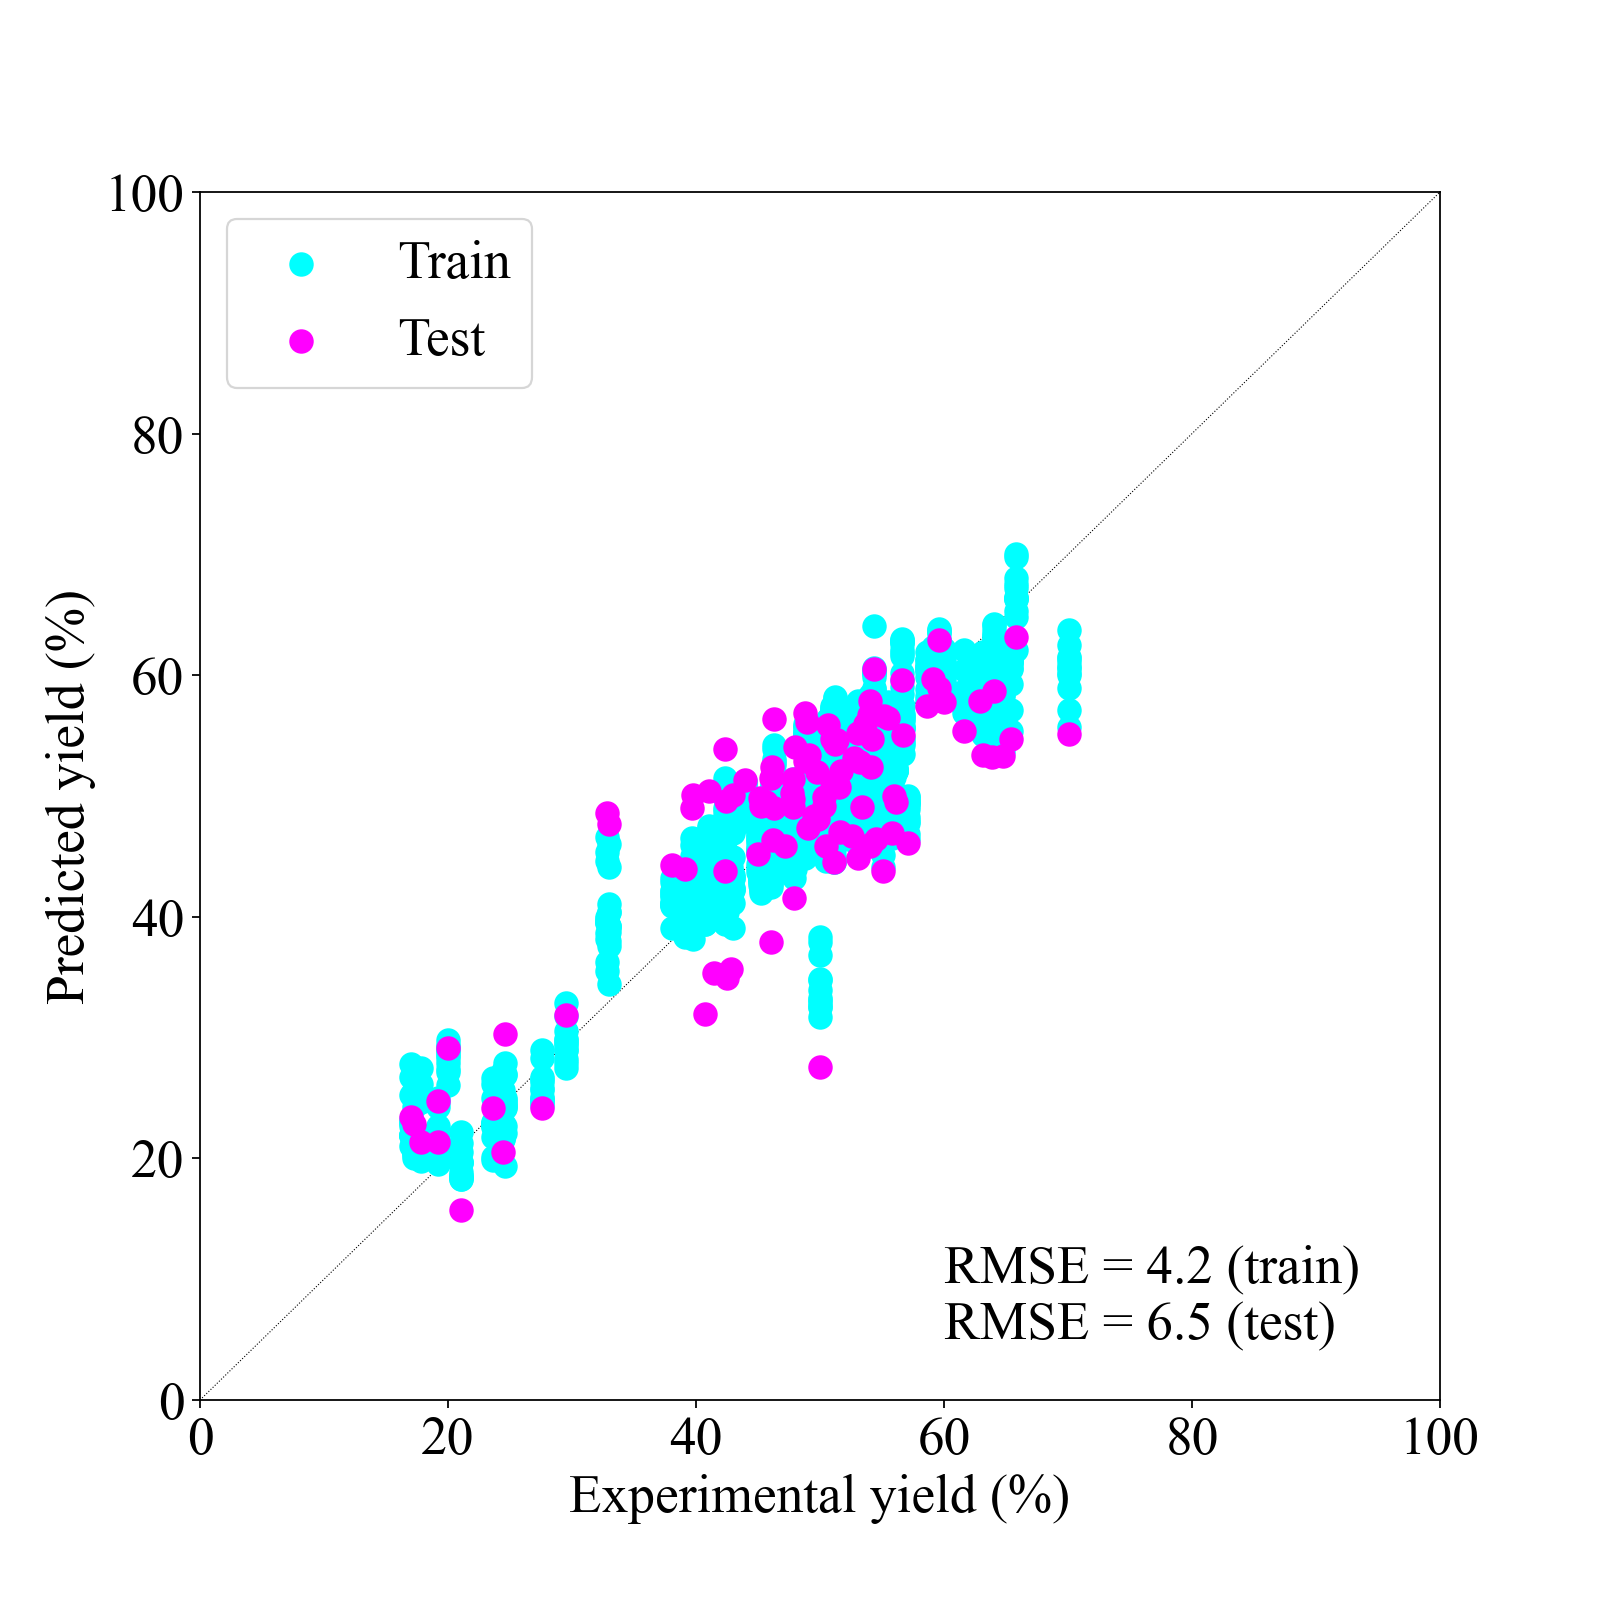 100
80
60
40
20
0
Predicted yield (%)
Train
Test
RMSE = 4.2 (train)
RMSE = 6.5 (test)
0 20 40 60 80 100
Experimental yield (%)